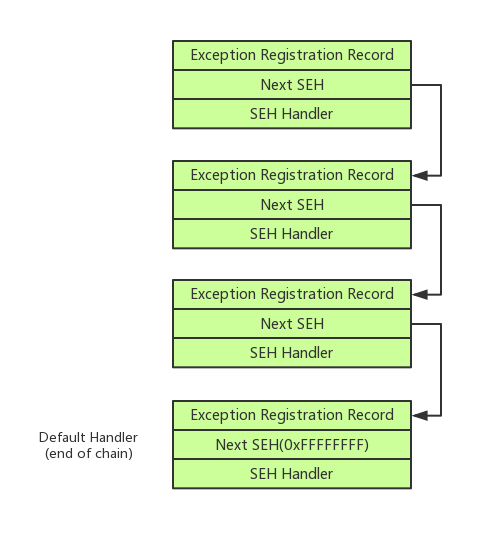 Exception Registration Record
Next SEH
SEH Handler
Exception Registration Record
Next SEH
SEH Handler
Exception Registration Record
Next SEH
SEH Handler
Exception Registration Record
Default Handler
(end of chain)
Next SEH(0xFFFFFFFF)
SEH Handler